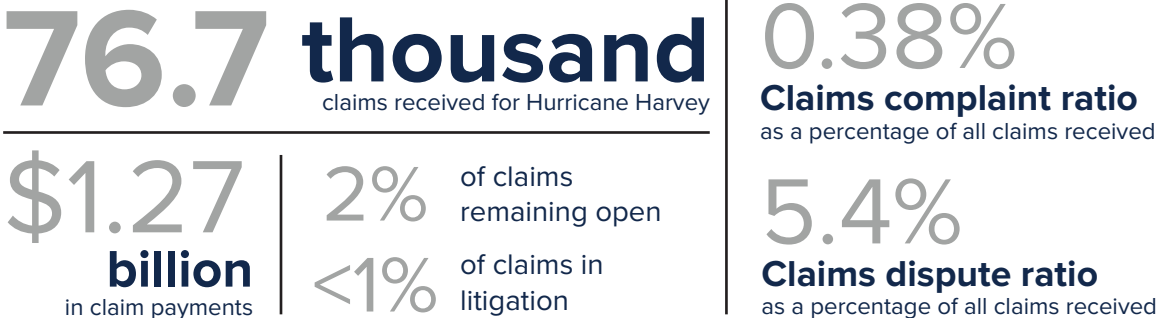 76.7 thousand
claims received for Hurricane Harvey
$1.27
billion
in claim payments
2% of claims
remaining open
<1% of claims in
litigation
0.38%
Claims complaint ratio
as a percentage of all claims received
5.4%
Claims dispute ratio
as a percentage of all claims received